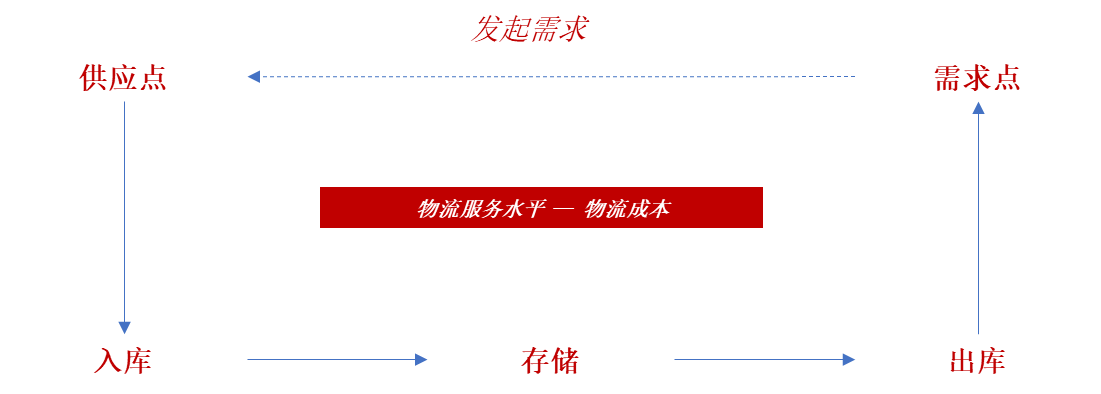 发起需求
供应点
需求点
物流服务水平 — 物流成本
入库
存储
出库